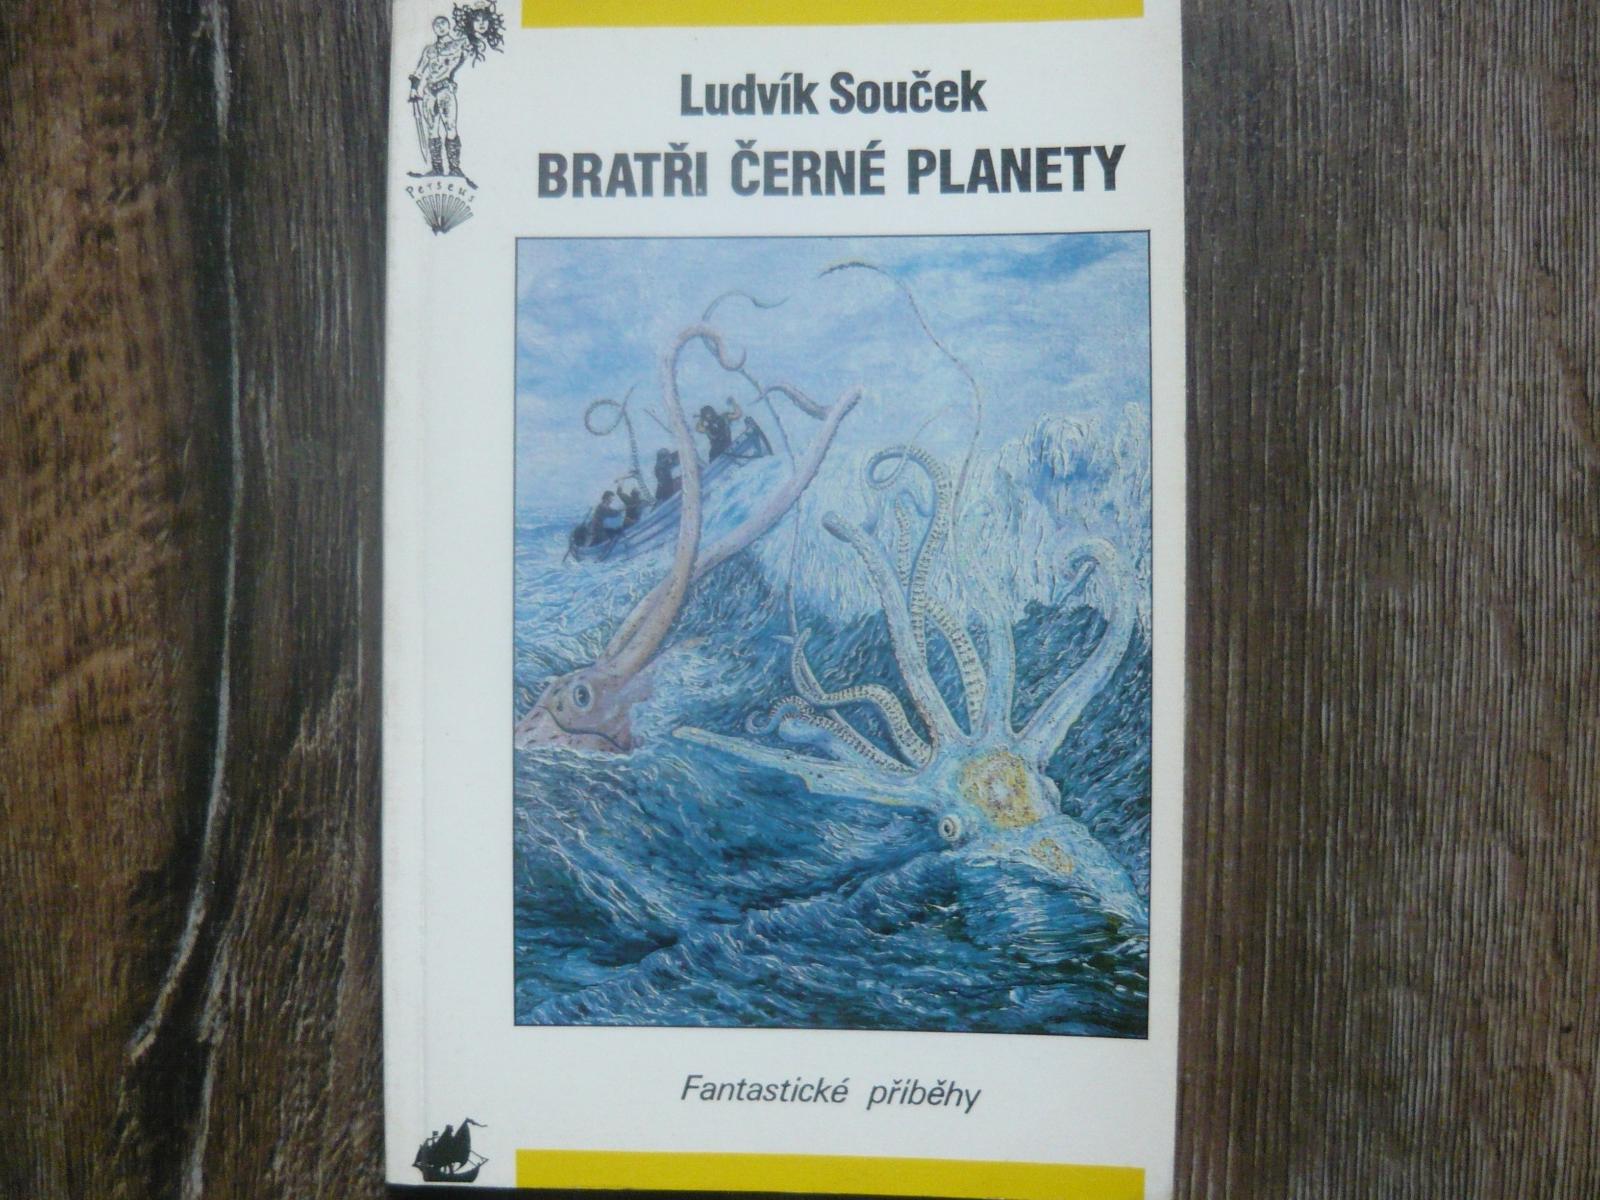 Ludvík Souček
BRATŘI ČERNÉ PLANETY
Perseus
Fantastické příběhy